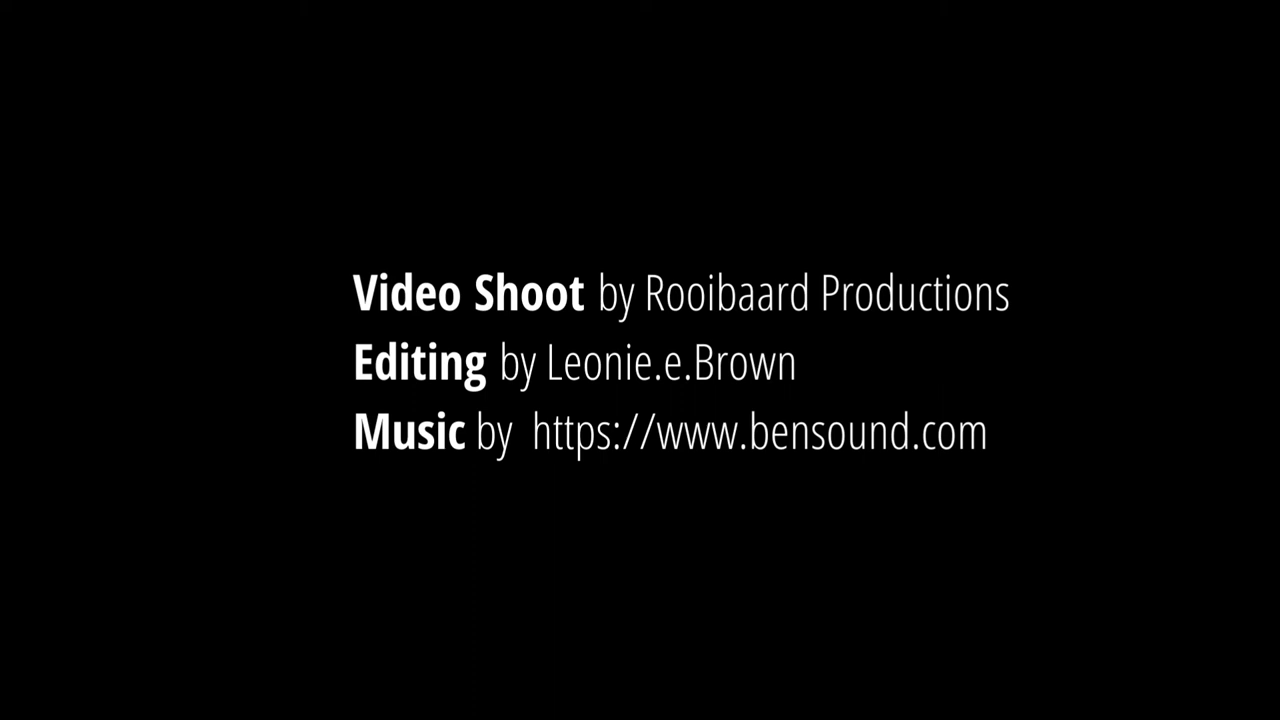 Video Shoot by Rooibaard Productions
Editing by Leonie.e.Brown
Music by  https://www.bensound.com